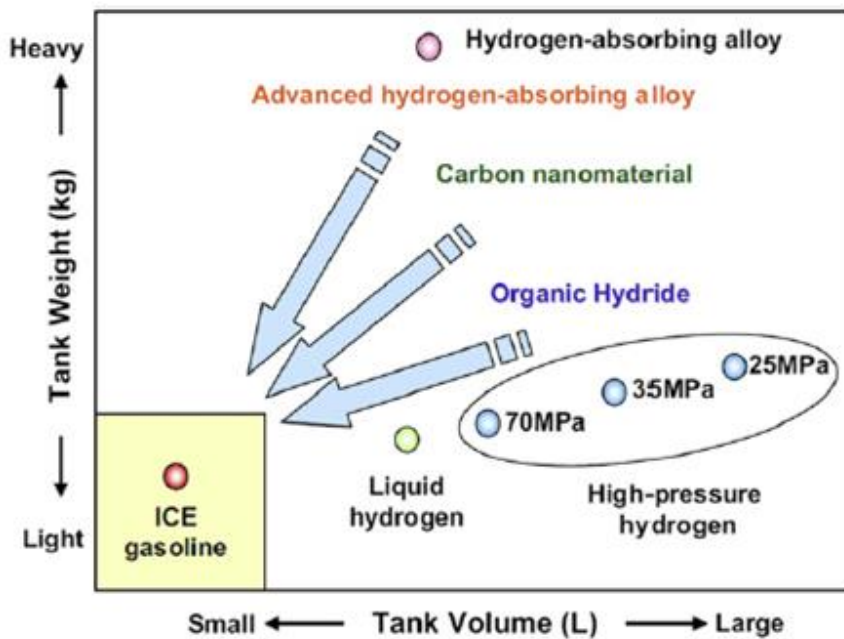 Heavy
Hydrogen-absorbing alloy
Advanced hydrogen-absorbing alloy
Carbon nanomaterial
Tank Weight (kg)
Organic Hydride
25MPa
35MPa
70MPa
Liquid
hydrogen
High-pressure
hydrogen
ICE
gasoline
Light
Small
Tank Volume (L)
Large